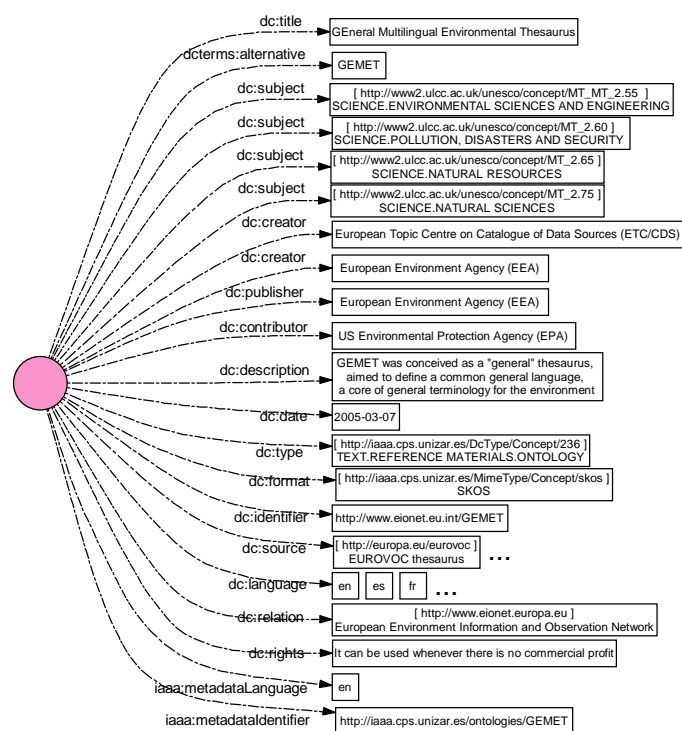 dc:title
GEneral Multilingual Environmental Thesaurus
dcterms:alternative
GEMET
dc:subject
[ http://www2.ulcc.ac.uk/unesco/concept/MT_MT_2.55 ]
SCIENCE.ENVIRONMENTAL SCIENCES AND ENGINEERING
dc:subject
[ http://www2.ulcc.ac.uk/unesco/concept/MT_2.60 ]
SCIENCE.POLLUTION, DISASTERS AND SECURITY
dc:subject
[ http://www2.ulcc.ac.uk/unesco/concept/MT_2.65 ]
SCIENCE.NATURAL RESOURCES
dc:subject
[ http://www2.ulcc.ac.uk/unesco/concept/MT_2.75 ]
SCIENCE.NATURAL SCIENCES
dc:creator
European Topic Centre on Catalogue of Data Sources (ETC/CDS)
dc:creator
European Environment Agency (EEA)
dc:publisher
European Environment Agency (EEA)
dc:contributor
US Environmental Protection Agency (EPA)
dc:description
GEMET was conceived as a "general" thesaurus,
aimed to define a common general language,
a core of general terminology for the environment
dc:date
2005-03-07
dc:type
[ http://iaaa.cps.unizar.es/DcType/Concept/236 ]
TEXT.REFERENCE MATERIALS.ONTOLOGY
dc:format
[ http://iaaa.cps.unizar.es/MimeType/Concept/skos ]
SKOS
dc:identifier
http://www.eionet.eu.int/GEMET
dc:source
[ http://europa.eu/eurovoc ]
EUROVOC thesaurus
...
dc:language
en es fr ...
dc:relation
[ http://www.eionet.europa.eu ]
European Environment Information and Observation Network
dc:rights
It can be used whenever there is no commercial profit
iaaa:metadataLanguage
en
iaaa:metadataIdentifier
http://iaaa.cps.unizar.es/ontologies/GEMET